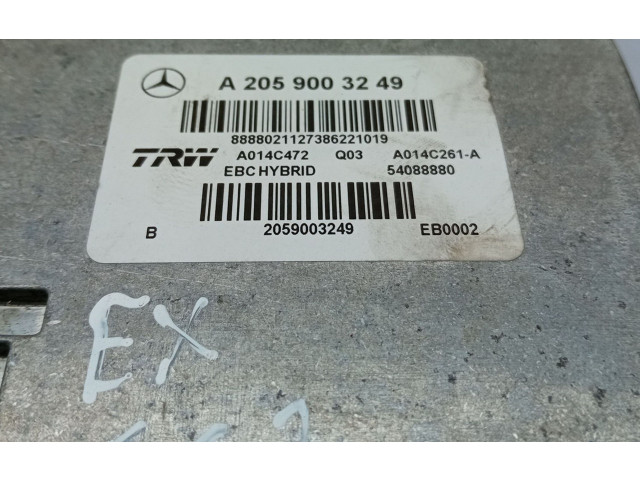 A 205 900 32 49
8888021127386221019
TRW A014C472 Q03 A014C261-A
EBC HYBRID 54088880
B 2059003249 EB0002
EX